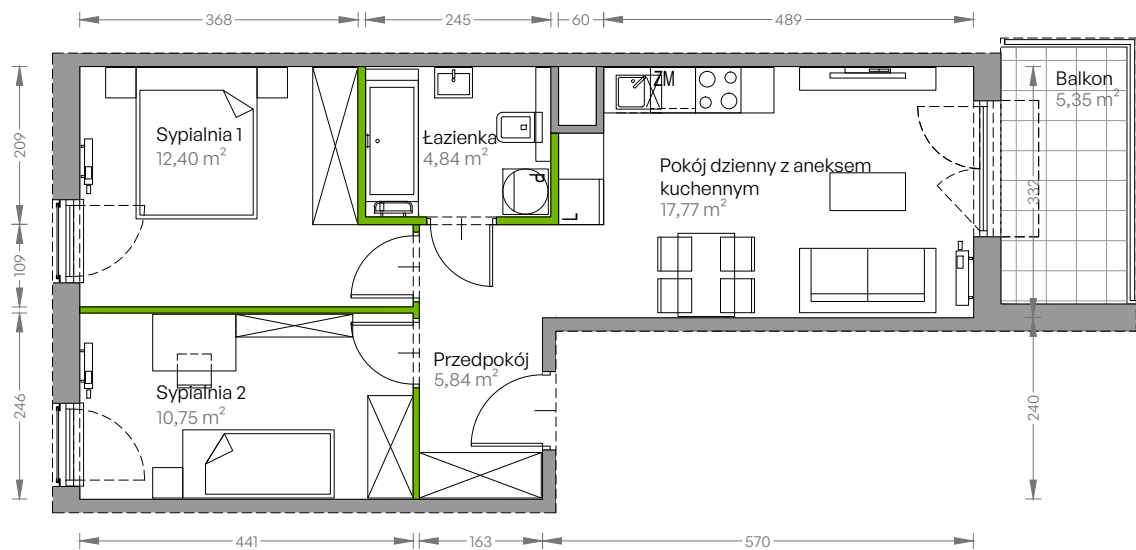 368
245
60
489
209
109
246
Sypialnia 1
12,40 m²
Łazienka
4,84 m²
ZM
Pokój dzienny z aneksem
kuchennym
17,77 m²
Balkon
5,35 m²
332
L
P
Przedpokój
5,84 m²
Sypialnia 2
10,75 m²
240
441
163
570